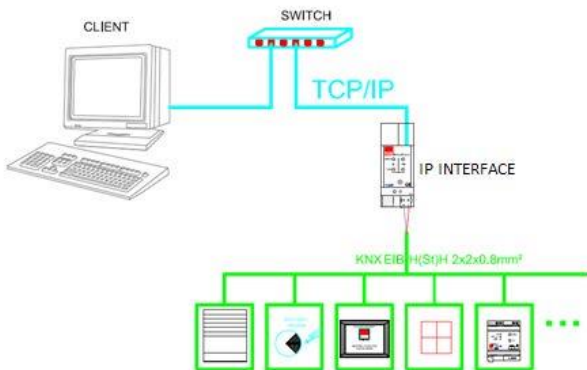 CLIENT
SWITCH
TCP/IP
IP INTERFACE
KNX EIB H(St)H 2x2x0.8mm²